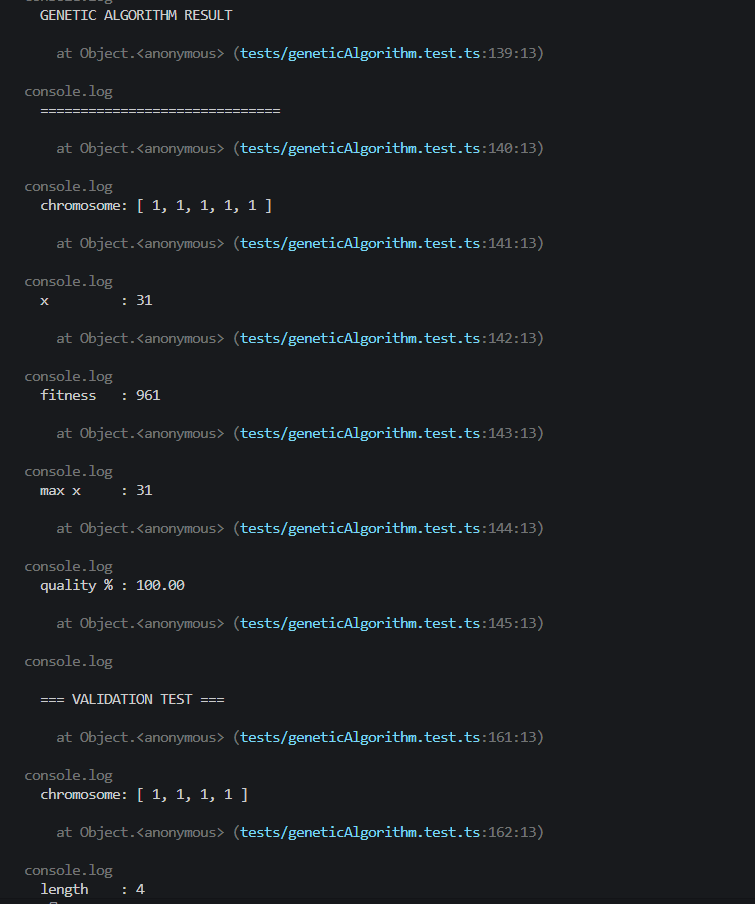 console.log
GENETIC ALGORITHM RESULT
at Object.<anonymous> (tests/geneticAlgorithm.test.ts:139:13)
console.log
==============================
at Object.<anonymous> (tests/geneticAlgorithm.test.ts:140:13)
console.log
chromosome: [ 1, 1, 1, 1, 1 ]
at Object.<anonymous> (tests/geneticAlgorithm.test.ts:141:13)
console.log
x         : 31
at Object.<anonymous> (tests/geneticAlgorithm.test.ts:142:13)
console.log
fitness   : 961
at Object.<anonymous> (tests/geneticAlgorithm.test.ts:143:13)
console.log
max x     : 31
at Object.<anonymous> (tests/geneticAlgorithm.test.ts:144:13)
console.log
quality % : 100.00
at Object.<anonymous> (tests/geneticAlgorithm.test.ts:145:13)
console.log
=== VALIDATION TEST ===
at Object.<anonymous> (tests/geneticAlgorithm.test.ts:161:13)
console.log
chromosome: [ 1, 1, 1, 1 ]
at Object.<anonymous> (tests/geneticAlgorithm.test.ts:162:13)
console.log
length    : 4